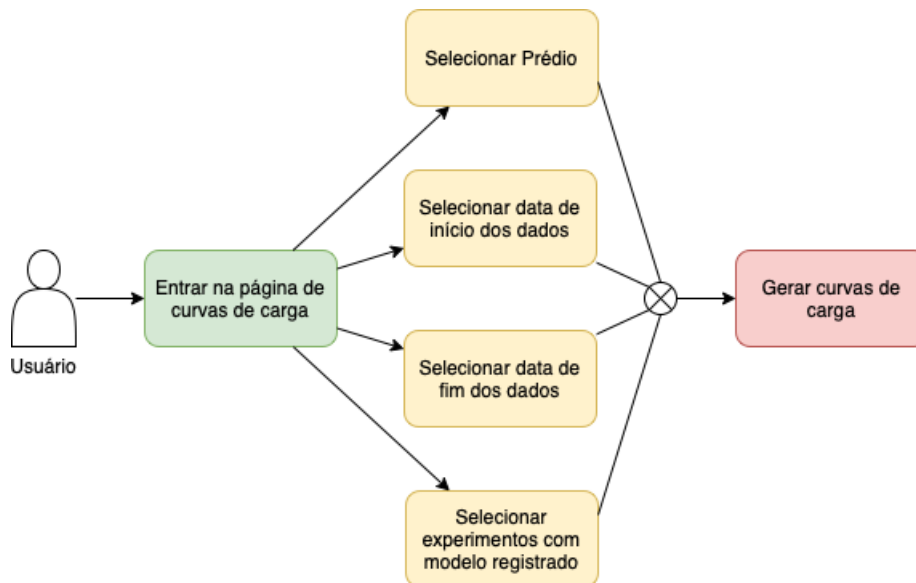 Selecionar Prédio
Selecionar data de
início dos dados
Entrar na página de
curvas de carga
Gerar curvas de
carga
Usuário
Selecionar data de
fim dos dados
Selecionar
experimentos com
modelo registrado